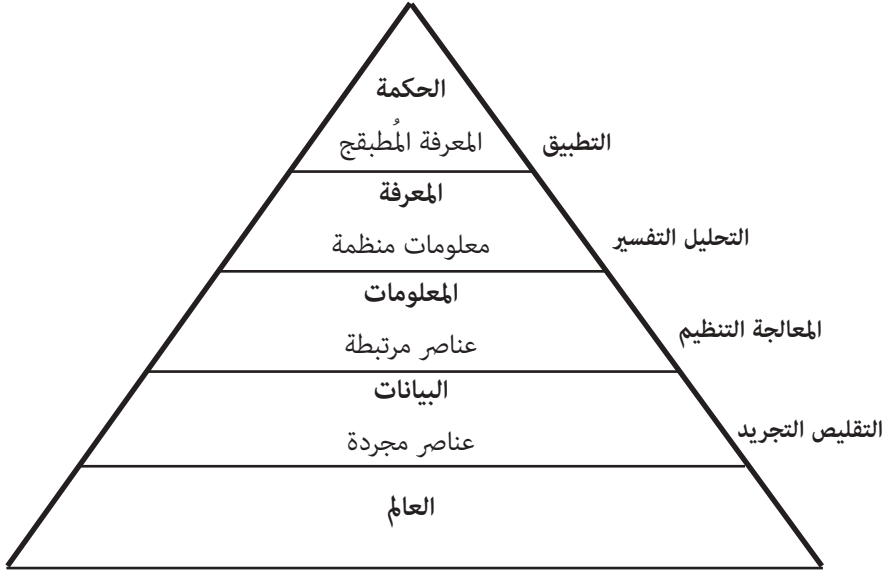 الحكمة
المعرفة المُطبقج
التطبيق
المعرفة
معلومات منظمة
التحليل التفسير
المعلومات
عناصر مرتبطة
المعالجة التنظيم
البيانات
عناصر مجردة
التقليص التجريد
العالم